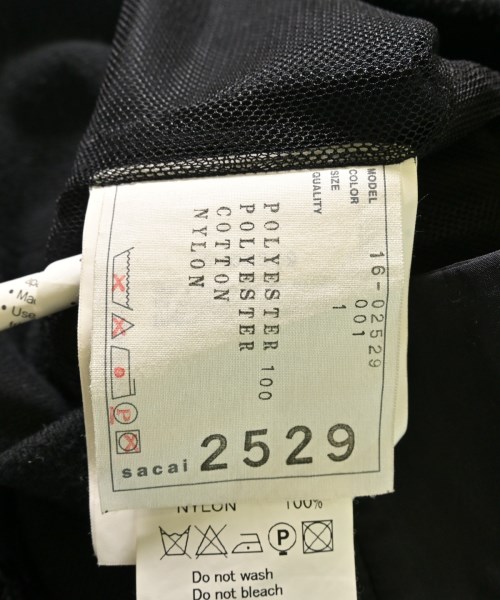 MODEL 16-02529
COLOR 001
SIZE 1
QUALITY
POLYESTER 100
POLYESTER
COTTON
NYLON
P
sacai 2529
NYLON 100%
P
Do not wash
Do not bleach